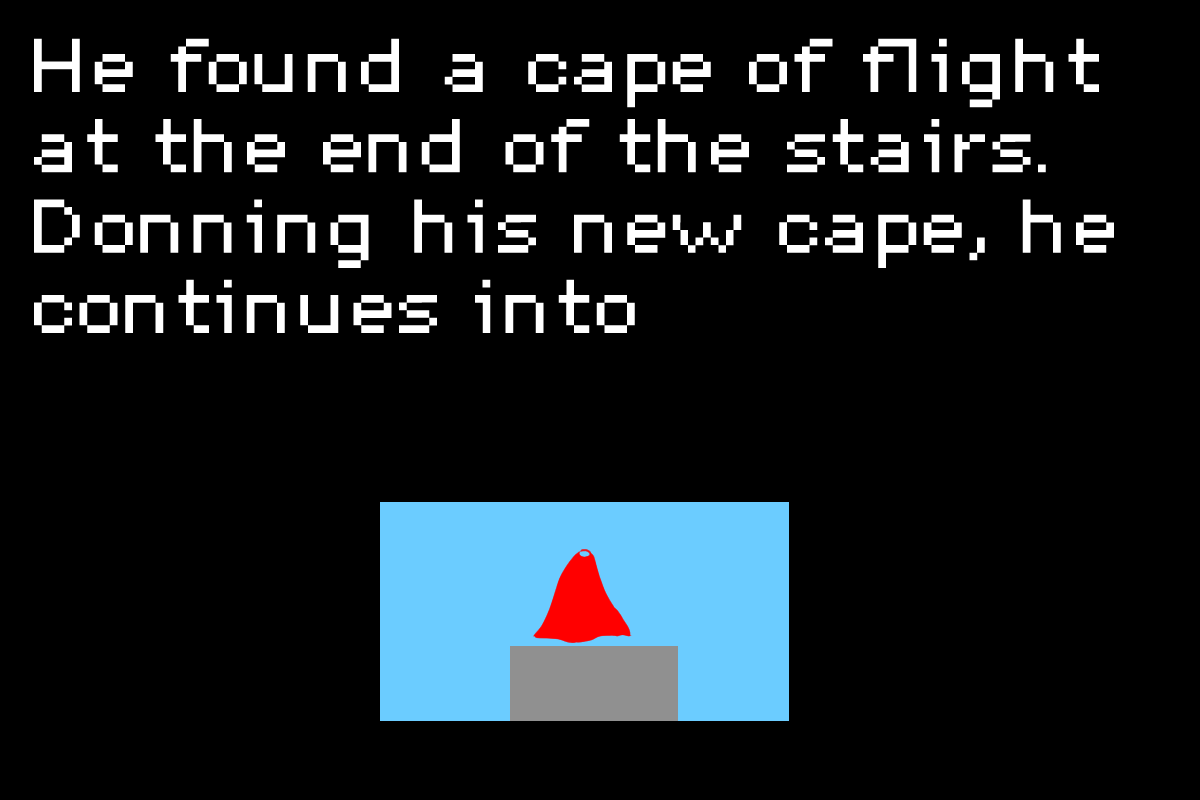 He found a cape of flight
at the end of the stairs.
Donning his new cape, he
continues into